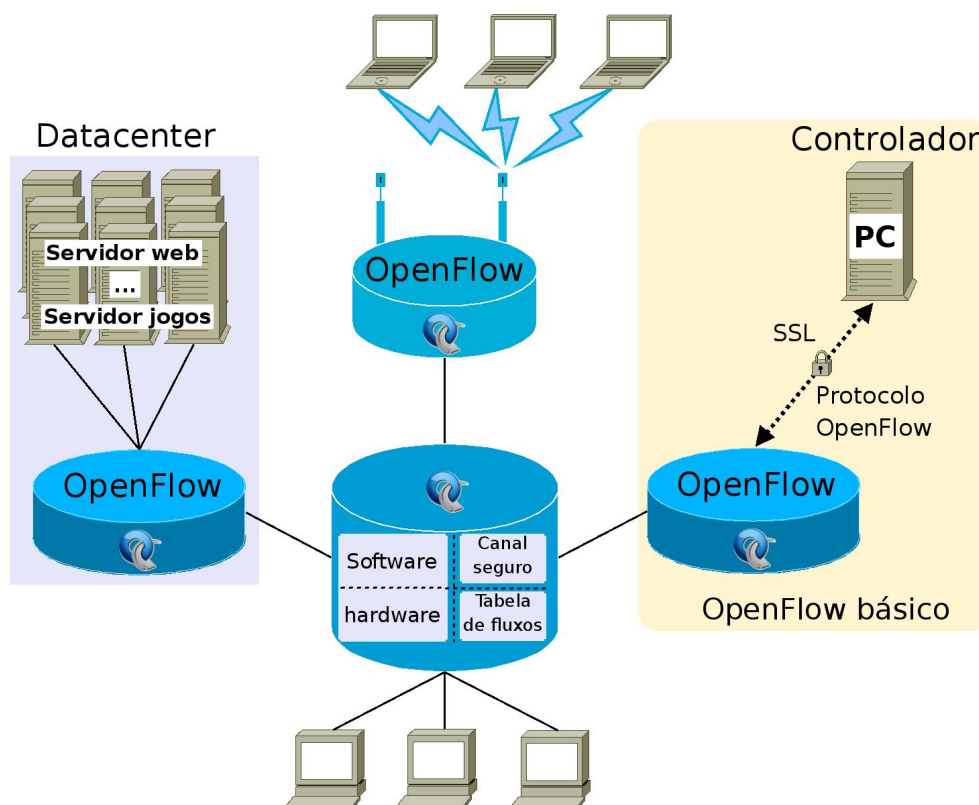 Datacenter
Servidor web
...
Servidor jogos
OpenFlow
OpenFlow
Controlador
PC
SSL
Protocolo
OpenFlow
OpenFlow
OpenFlow básico
Software
Canal
seguro
hardware
Tabela
de fluxos